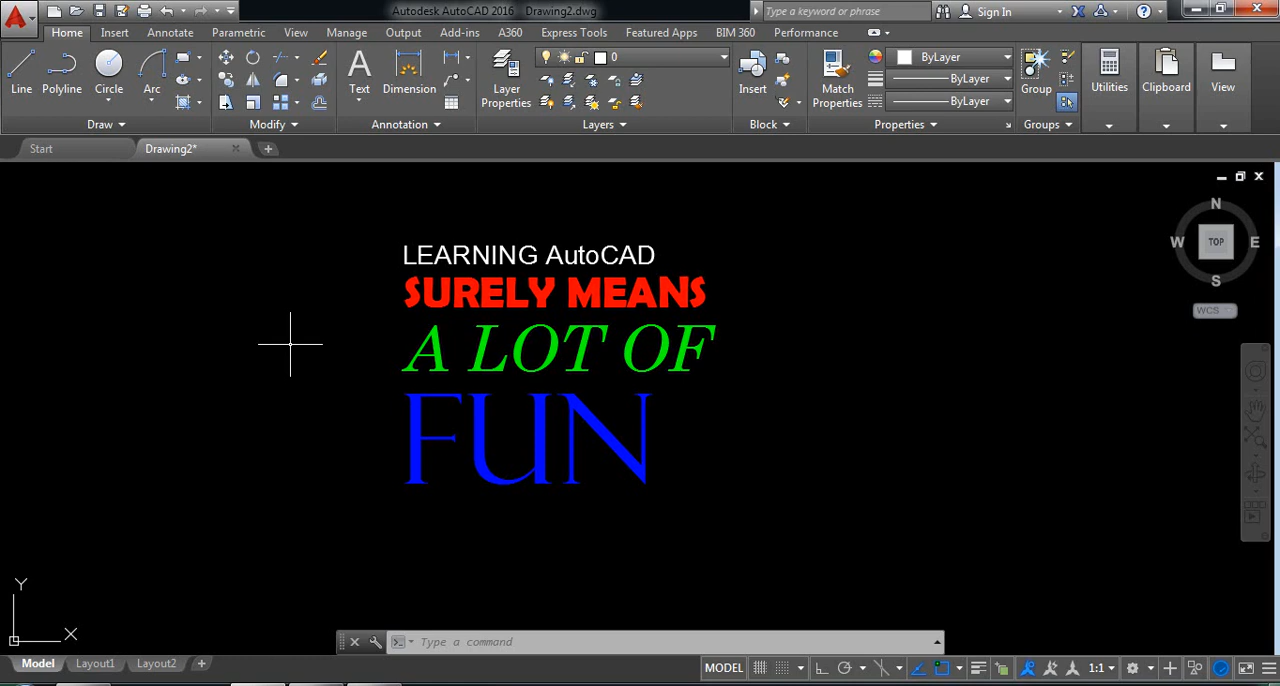 Autodesk AutoCAD 2016 Drawing2.dwg
Type a keyword or phrase
Sign In
Home Insert Annotate Parametric View Manage Output Add-ins A360 Express Tools Featured Apps BIM 360 Performance
0
ByLayer
ByLayer
ByLayer
Line Polyline Circle Arc
Text Dimension
Layer Properties
Insert
Match Properties
Group
Utilities
Clipboard
View
Draw Modify Annotation Layers Block Properties Groups
Start Drawing2*
N
W TOP E
S
WCS
LEARNING AutoCAD
SURELY MEANS
A LOT OF
FUN
Y
X
Type a command
Model Layout1 Layout2
MODEL 1:1